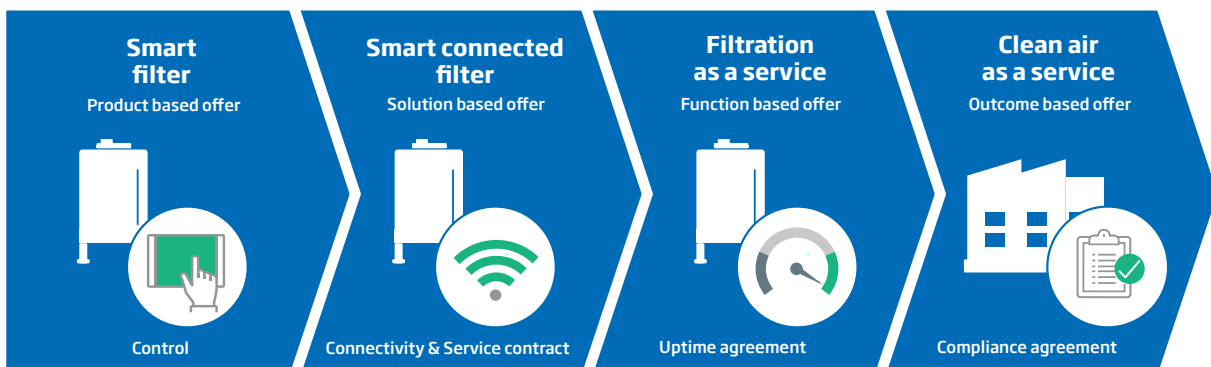 Smart
filter
Product based offer
Control
Smart connected
filter
Solution based offer
Connectivity & Service contract
Filtration
as a service
Function based offer
Uptime agreement
Clean air
as a service
Outcome based offer
Compliance agreement